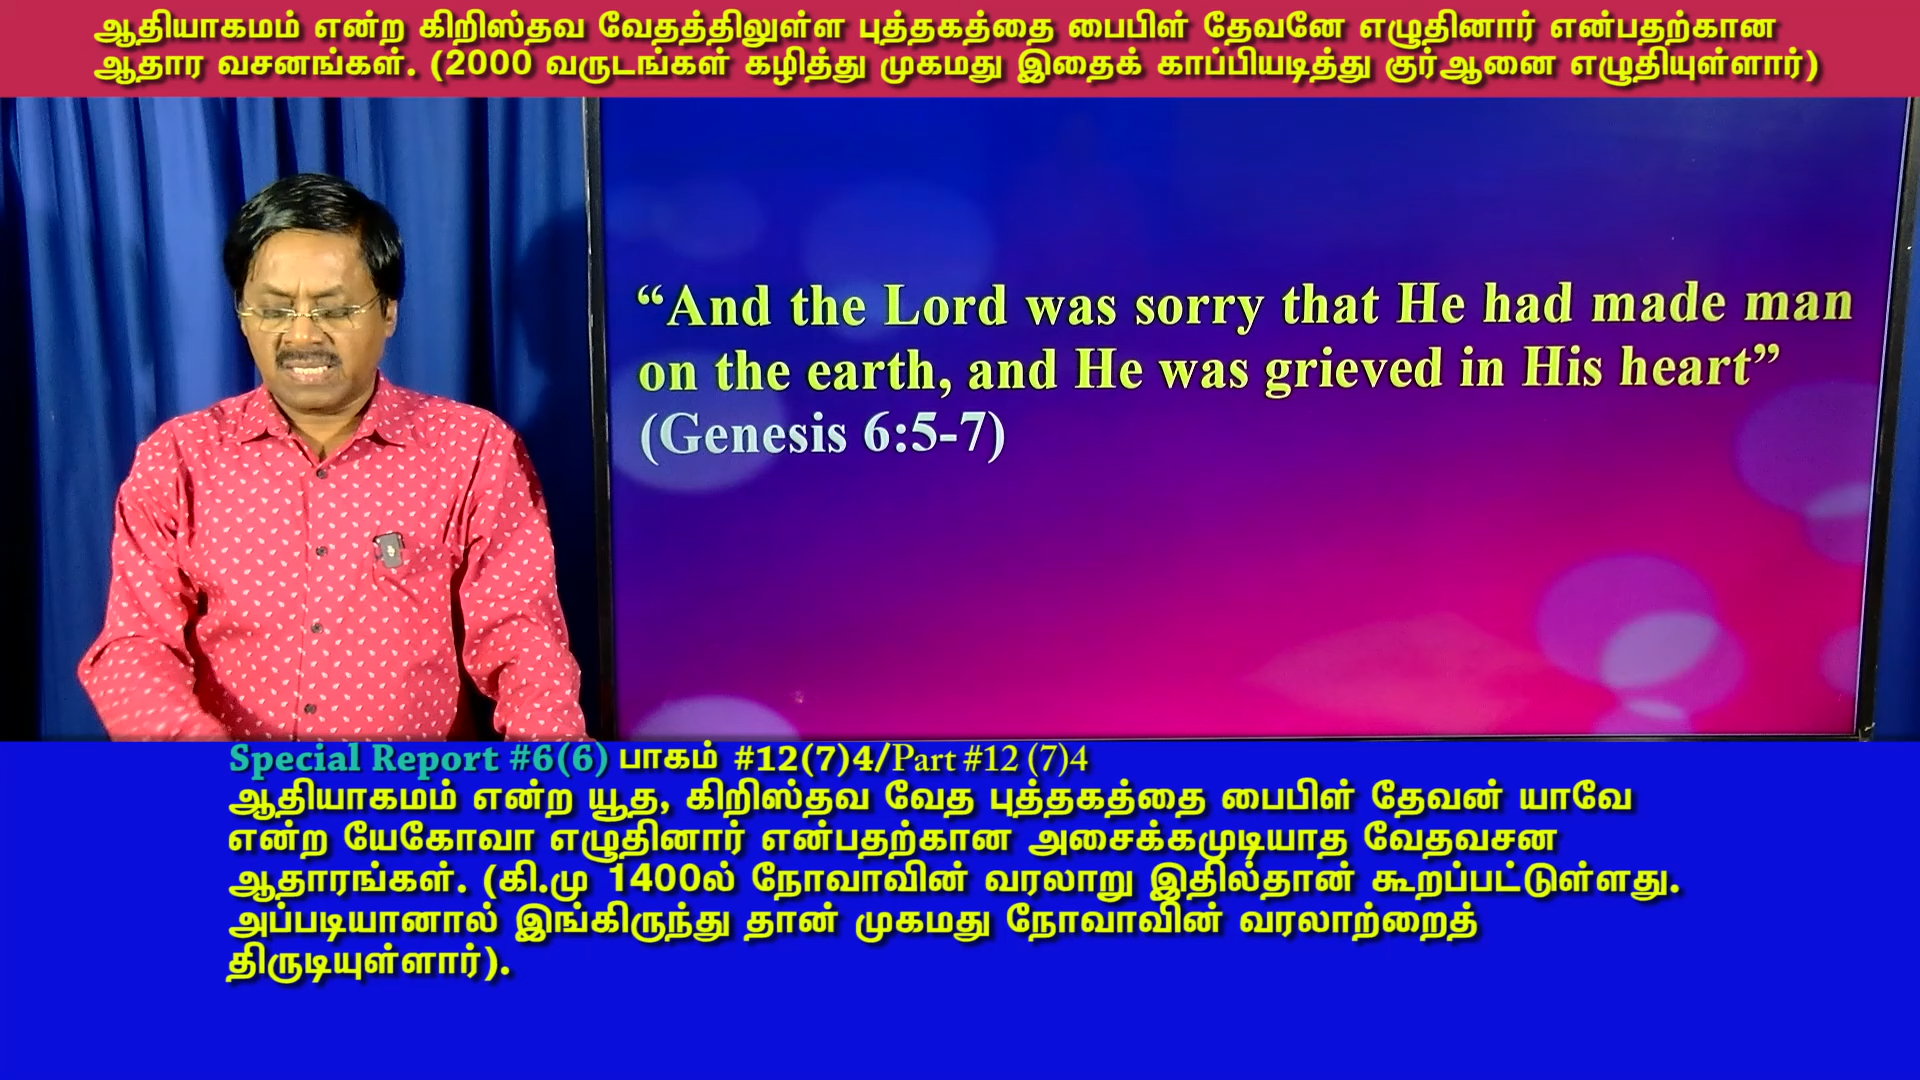 ஆதியாகமம் என்ற கிறிஸ்தவ வேதத்திலுள்ள புத்தகத்தை பைபிள் தேவனே எழுதினார் என்பதற்கான
ஆதார வசனங்கள். (2000 வருடங்கள் கழித்து முகமது இதைக் காப்பியடித்து குர்ஆனை எழுதியுள்ளார்)
“And the Lord was sorry that He had made man
on the earth, and He was grieved in His heart”
(Genesis 6:5-7)
Special Report #6(6) பாகம் #12(7)4/Part #12 (7)4
ஆதியாகமம் என்ற யூத, கிறிஸ்தவ வேத புத்தகத்தை பைபிள் தேவன் யாவே
என்ற யேகோவா எழுதினார் என்பதற்கான அசைக்கமுடியாத வேதவசன
ஆதாரங்கள். (கி.மு 1400ல் நோவாவின் வரலாறு இதில்தான் கூறப்பட்டுள்ளது.
அப்படியானால் இங்கிருந்து தான் முகமது நோவாவின் வரலாற்றைத்
திருடியுள்ளார்).